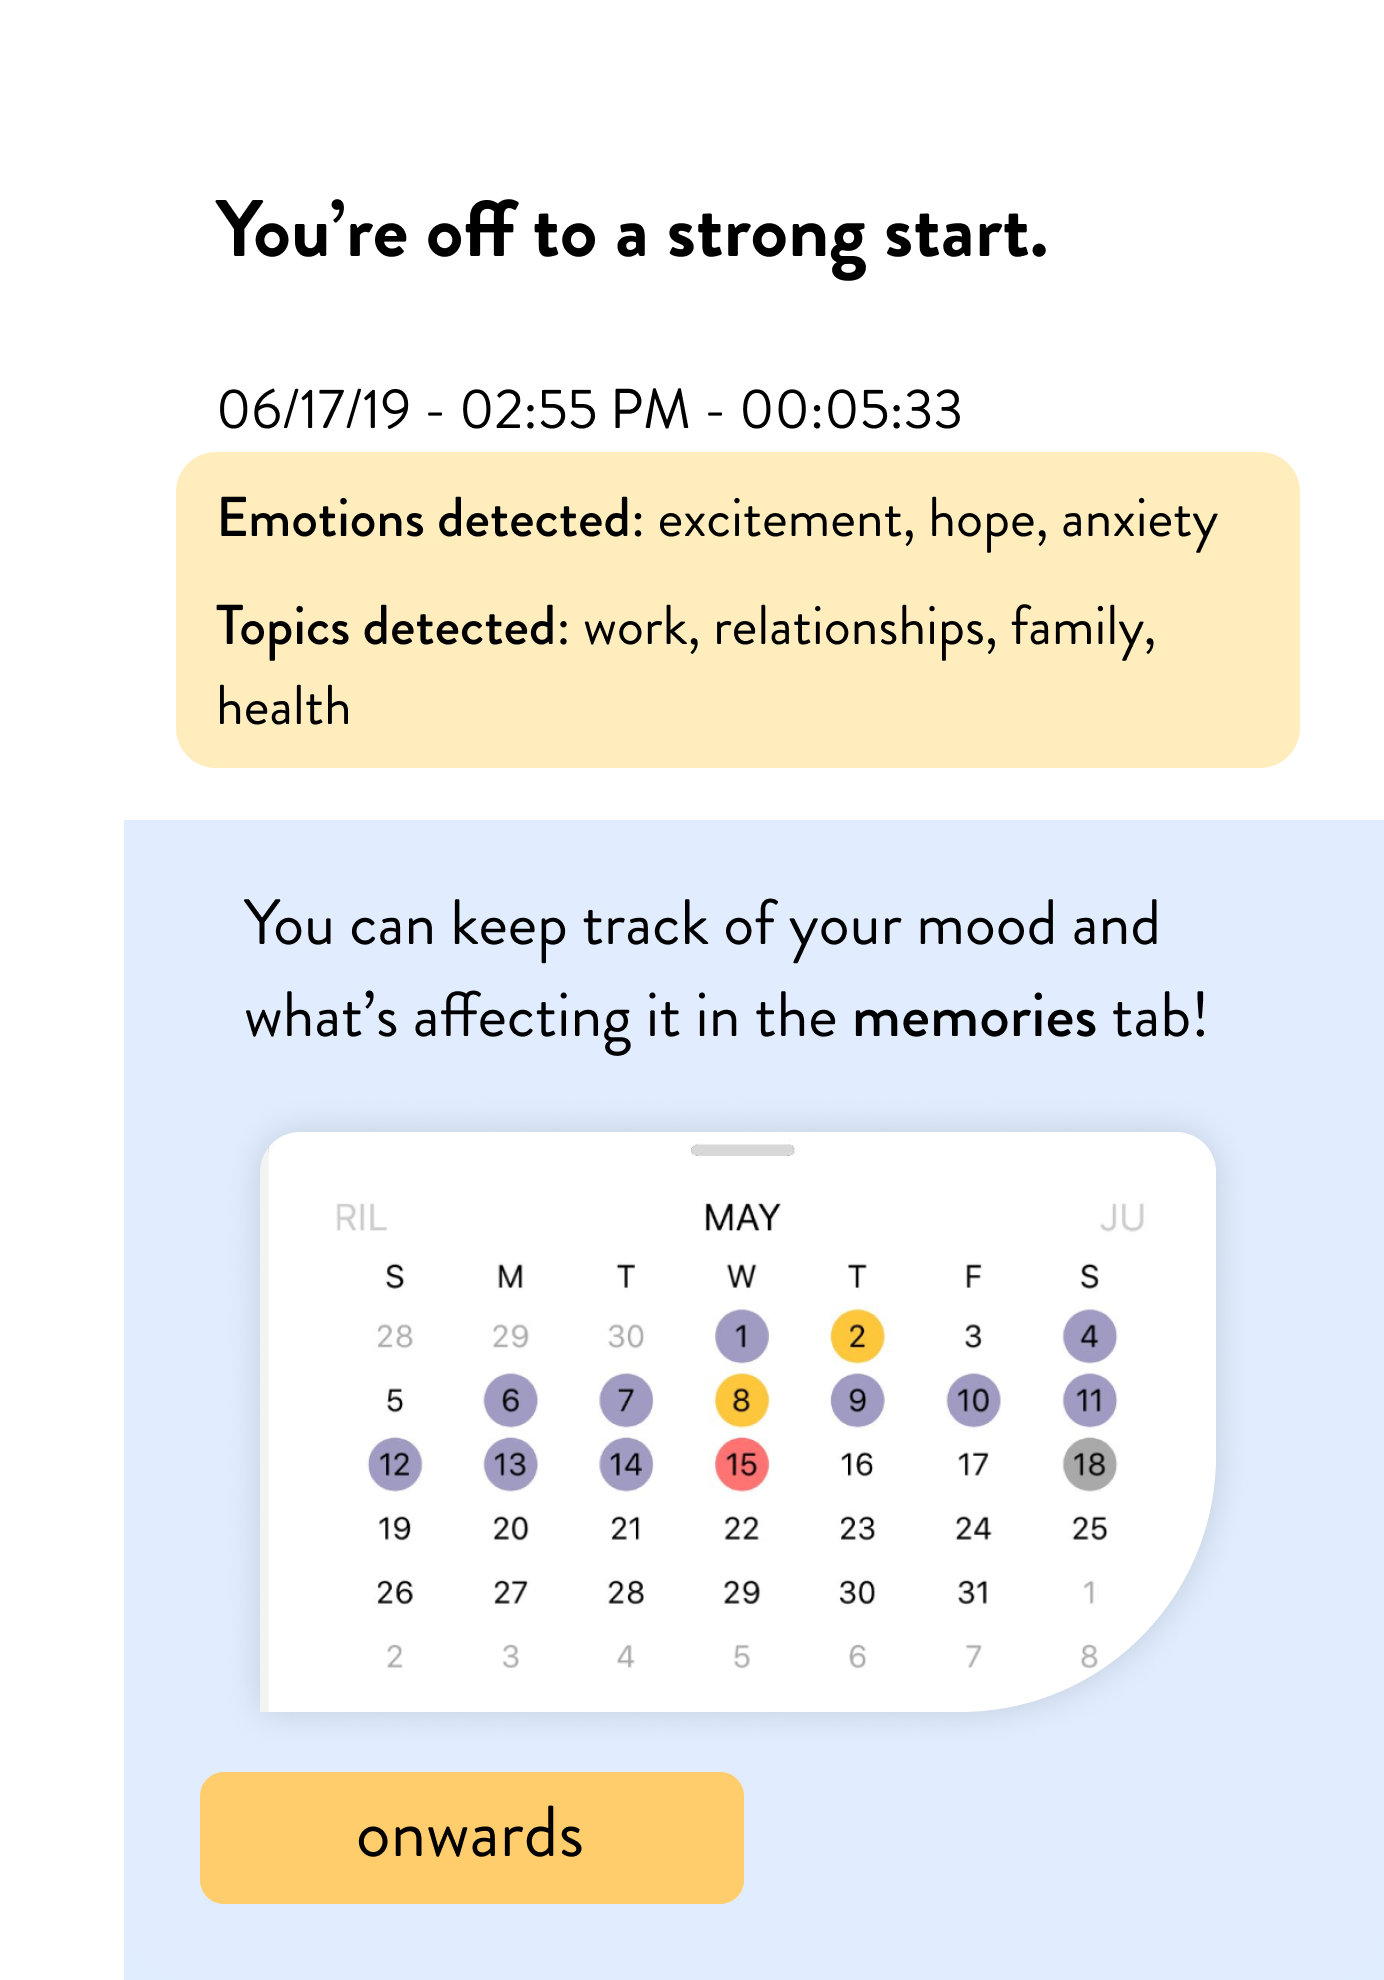 You’re off to a strong start.
06/17/19 - 02:55 PM - 00:05:33
Emotions detected: excitement, hope, anxiety
Topics detected: work, relationships, family,
health
You can keep track of your mood and
what’s affecting it in the memories tab!
RIL MAY JU
S M T W T F S
28 29 30 1 2 3 4
5 6 7 8 9 10 11
12 13 14 15 16 17 18
19 20 21 22 23 24 25
26 27 28 29 30 31 1
2 3 4 5 6 7 8
onwards